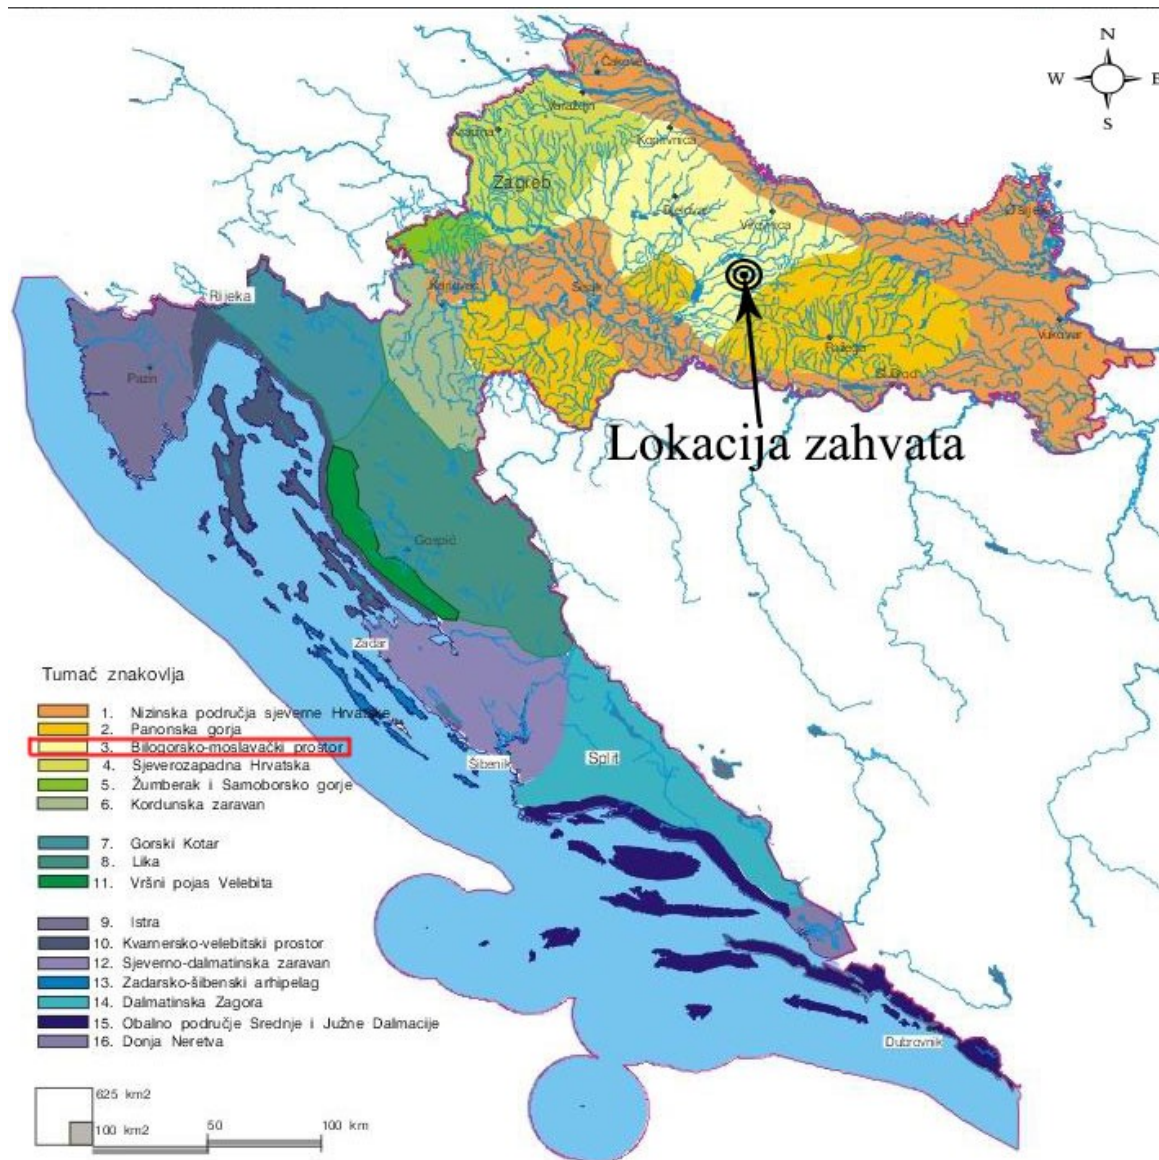 N
W E
S
Čakovec
Varaždin
Krapina
Koprivnica
Zagreb
Bjelovar
Virovitica
Osijek
Karlovac
Sisak
Rijeka
Požega
Vukovar
Pazin
Sl.Brod
Lokacija zahvata
Gospić
Zadar
Šibenik
Split
Dubrovnik
Tumač znakovlja
1. Nizinska područja sjeverne Hrvatske
2. Panonska gorja
3. Bilogorsko-moslavački prostor
4. Sjeverozapadna Hrvatska
5. Žumberak i Samoborsko gorje
6. Kordunska zaravan
7. Gorski Kotar
8. Lika
11. Vršni pojas Velebita
9. Istra
10. Kvarnersko-velebitski prostor
12. Sjeverno-dalmatinska zaravan
13. Zadarsko-šibenski arhipelag
14. Dalmatinska Zagora
15. Obalno područje Srednje i Južne Dalmacije
16. Donja Neretva
625 km2
100 km2
50
100 km